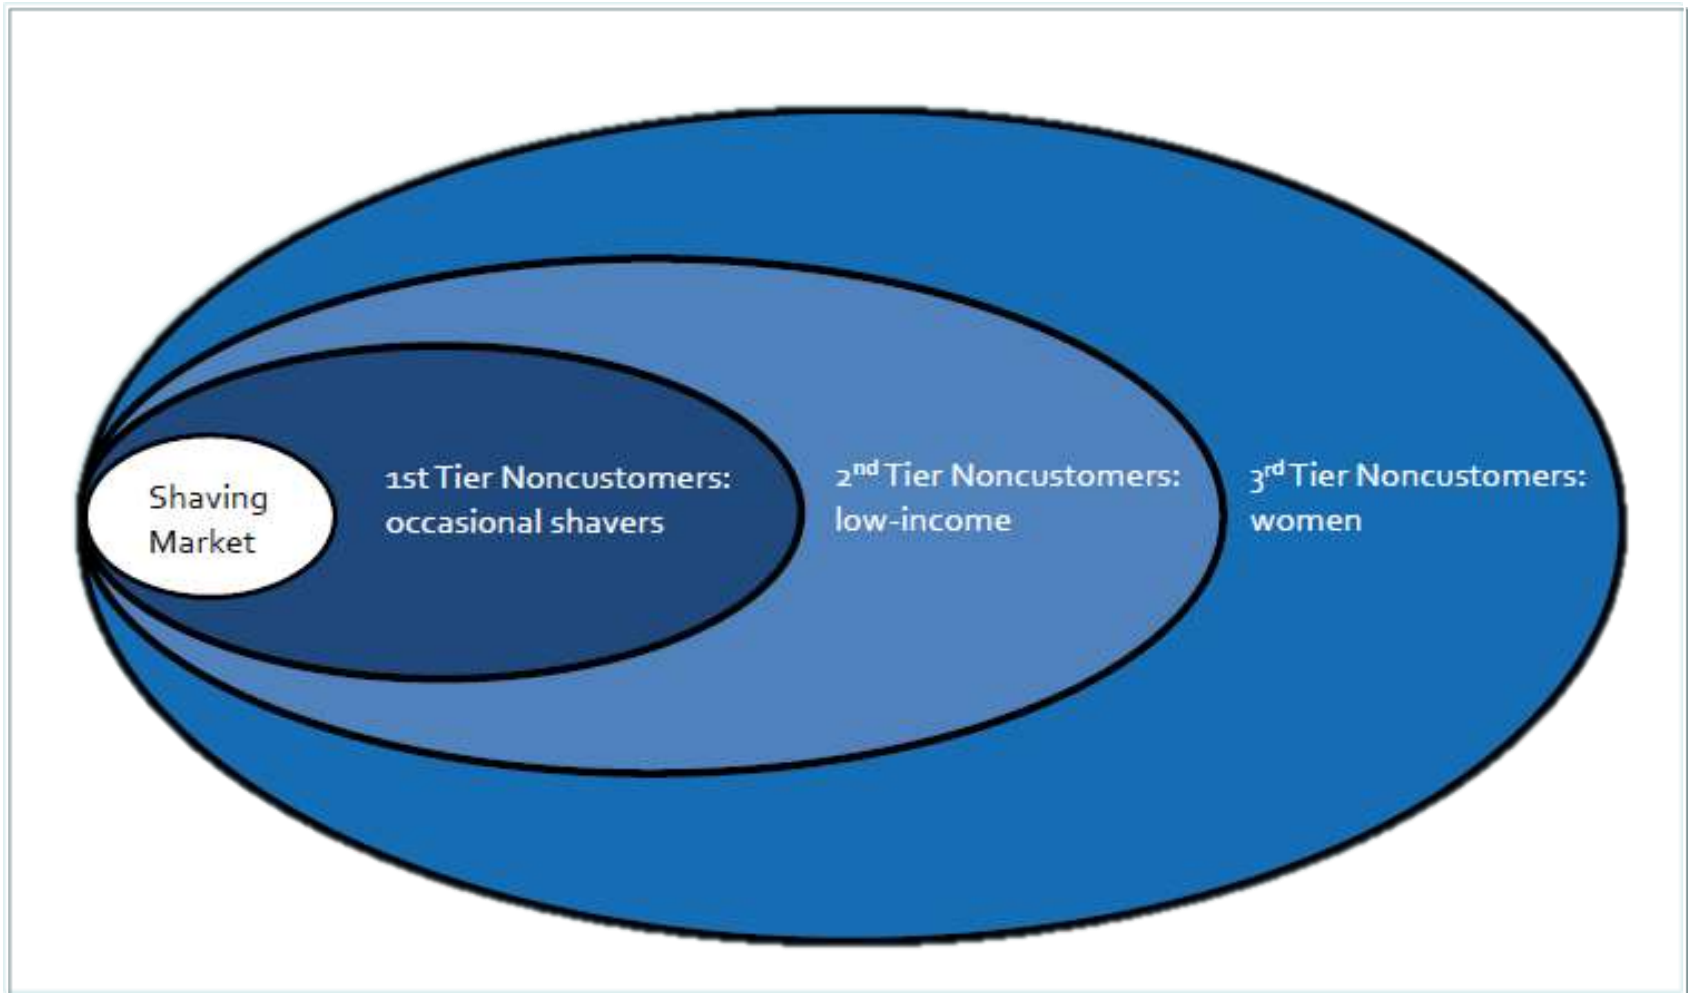 Shaving
Market
1st Tier Noncustomers:
occasional shavers
2nd Tier Noncustomers:
low-income
3rd Tier Noncustomers:
women